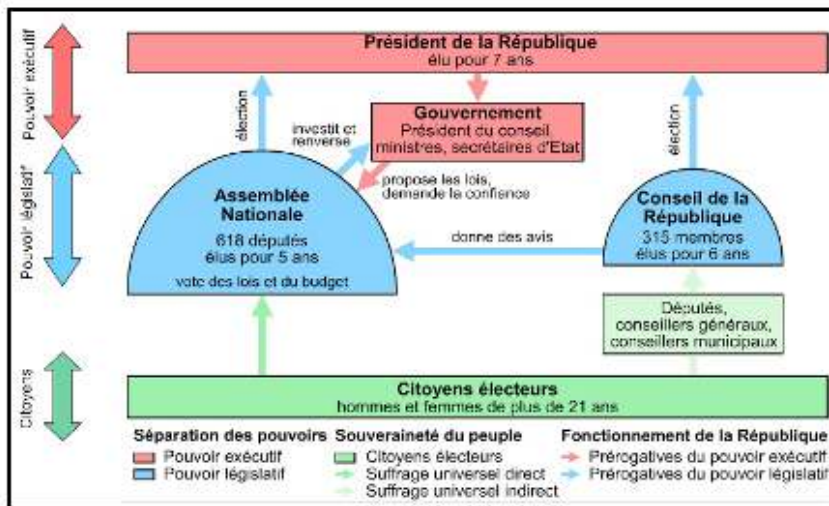 Président de la République
élu pour 7 ans
Pouvoir exécutif
élection
investit et
renverse
Gouvernement
Président du conseil
ministres, secrétaires d'Etat
élection
propose les lois,
demande la confiance
Pouvoir législatif
Assemblée
Nationale
618 députés
élus pour 5 ans
vote des lois et du budget
donne des avis
Conseil de la
République
315 membres
élus pour 6 ans
Députés,
conseillers généraux,
conseillers municipaux
Citoyens
Citoyens électeurs
hommes et femmes de plus de 21 ans
Séparation des pouvoirs
Pouvoir exécutif
Pouvoir législatif
Souveraineté du peuple
Citoyens électeurs
Suffrage universel direct
Suffrage universel indirect
Fonctionnement de la République
Prérogatives du pouvoir exécutif
Prérogatives du pouvoir législatif